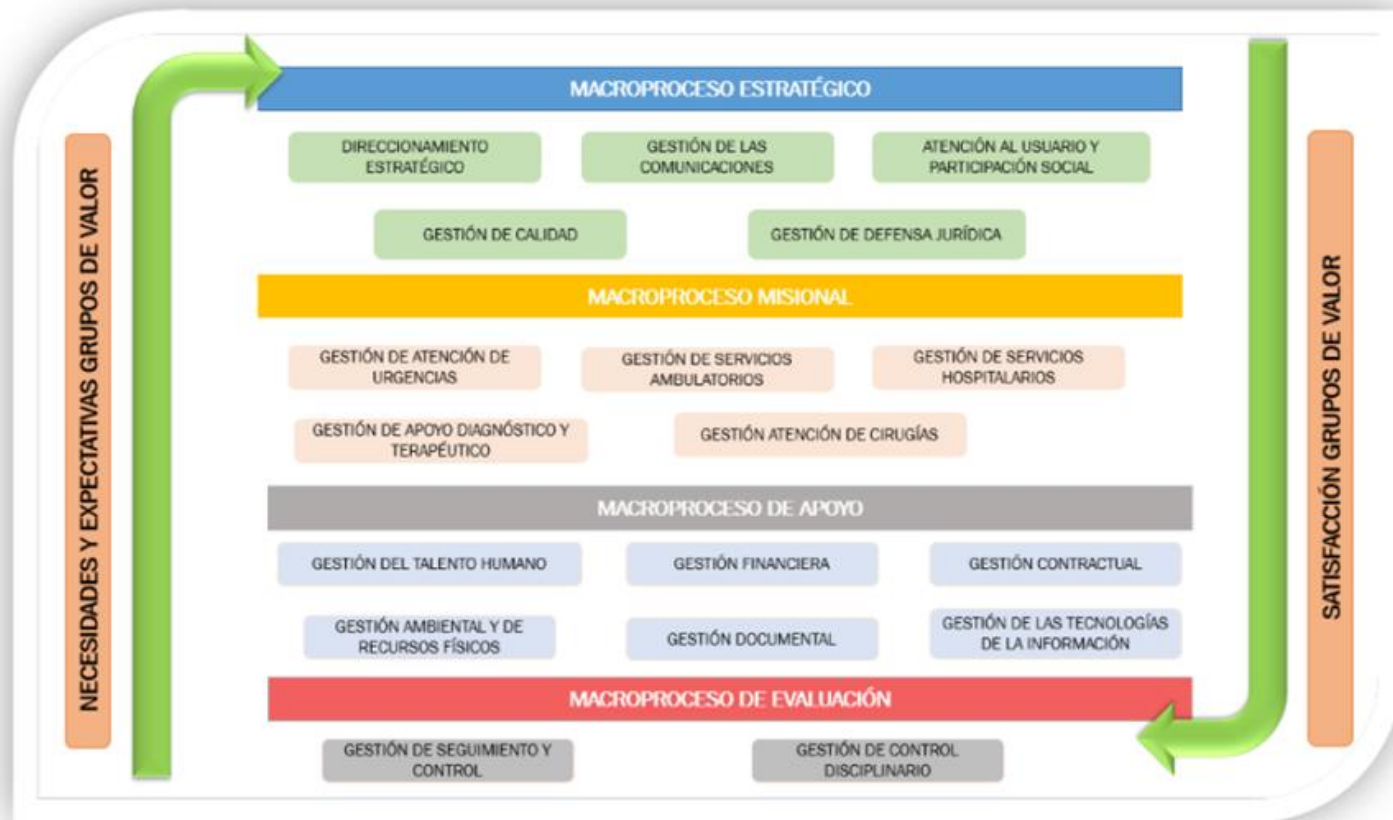 NECESIDADES Y EXPECTATIVAS GRUPOS DE VALOR
MACROPROCESO ESTRATÉGICO
DIRECCIONAMIENTO
ESTRATÉGICO
GESTIÓN DE LAS
COMUNICACIONES
ATENCIÓN AL USUARIO Y
PARTICIPACIÓN SOCIAL
GESTIÓN DE CALIDAD
GESTIÓN DE DEFENSA JURÍDICA
MACROPROCESO MISIONAL
GESTIÓN DE ATENCIÓN DE
URGENCIAS
GESTIÓN DE SERVICIOS
AMBULATORIOS
GESTIÓN DE SERVICIOS
HOSPITALARIOS
GESTIÓN DE APOYO DIAGNÓSTICO Y
TERAPÉUTICO
GESTIÓN ATENCIÓN DE CIRUGÍAS
MACROPROCESO DE APOYO
GESTIÓN DEL TALENTO HUMANO
GESTIÓN FINANCIERA
GESTIÓN CONTRACTUAL
GESTIÓN AMBIENTAL Y DE
RECURSOS FÍSICOS
GESTIÓN DOCUMENTAL
GESTIÓN DE LAS TECNOLOGÍAS
DE LA INFORMACIÓN
MACROPROCESO DE EVALUACIÓN
GESTIÓN DE SEGUIMIENTO Y
CONTROL
GESTIÓN DE CONTROL
DISCIPLINARIO
SATISFACCIÓN GRUPOS DE VALOR